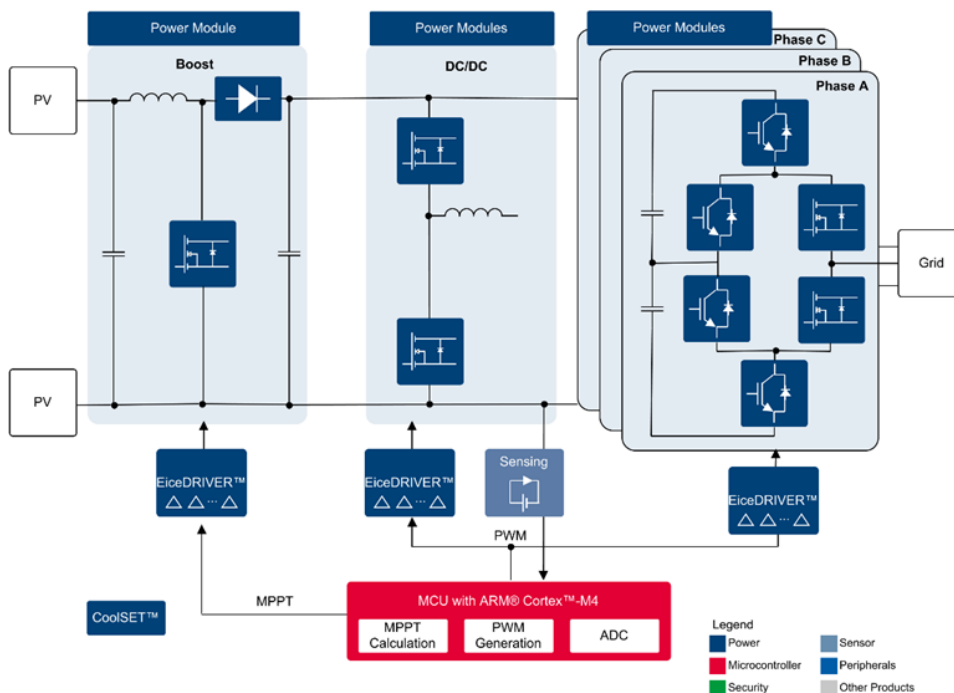 Power Module
Power Modules
Power Modules
Phase C
Phase B
Phase A
Boost
DC/DC
PV
PV
Grid
EiceDRIVER™
EiceDRIVER™
Sensing
EiceDRIVER™
PWM
MPPT
CoolSET™
MCU with ARM® Cortex™-M4
MPPT
Calculation
PWM
Generation
ADC
Legend
Power
Sensor
Microcontroller
Peripherals
Security
Other Products